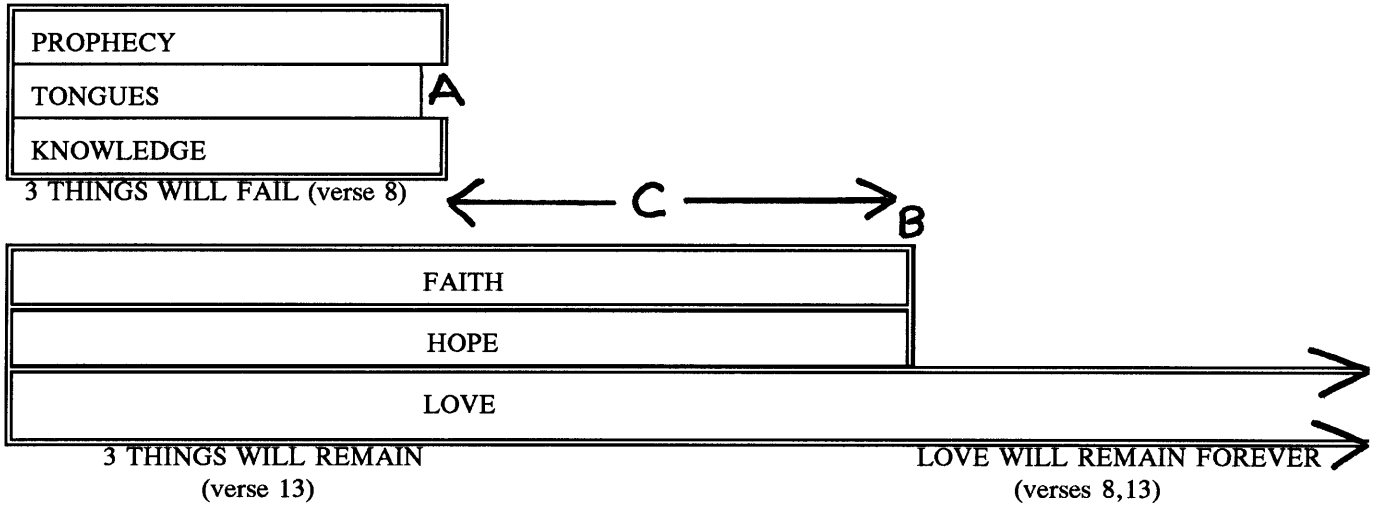 PROPHECY
TONGUES
A
KNOWLEDGE
3 THINGS WILL FAIL (verse 8)
C
B
FAITH
HOPE
LOVE
3 THINGS WILL REMAIN
(verse 13)
LOVE WILL REMAIN FOREVER
(verses 8,13)